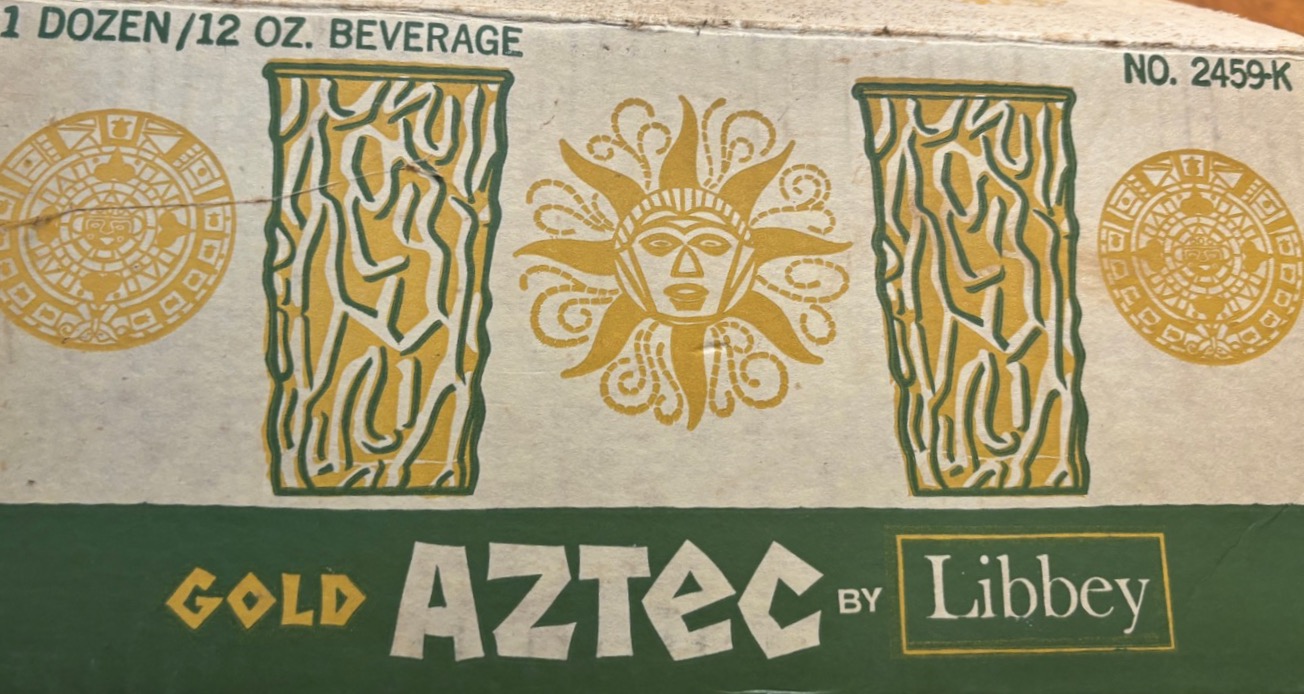 1 DOZEN/12 OZ. BEVERAGE
NO. 2459-K
GOLD AZTEC BY Libbey